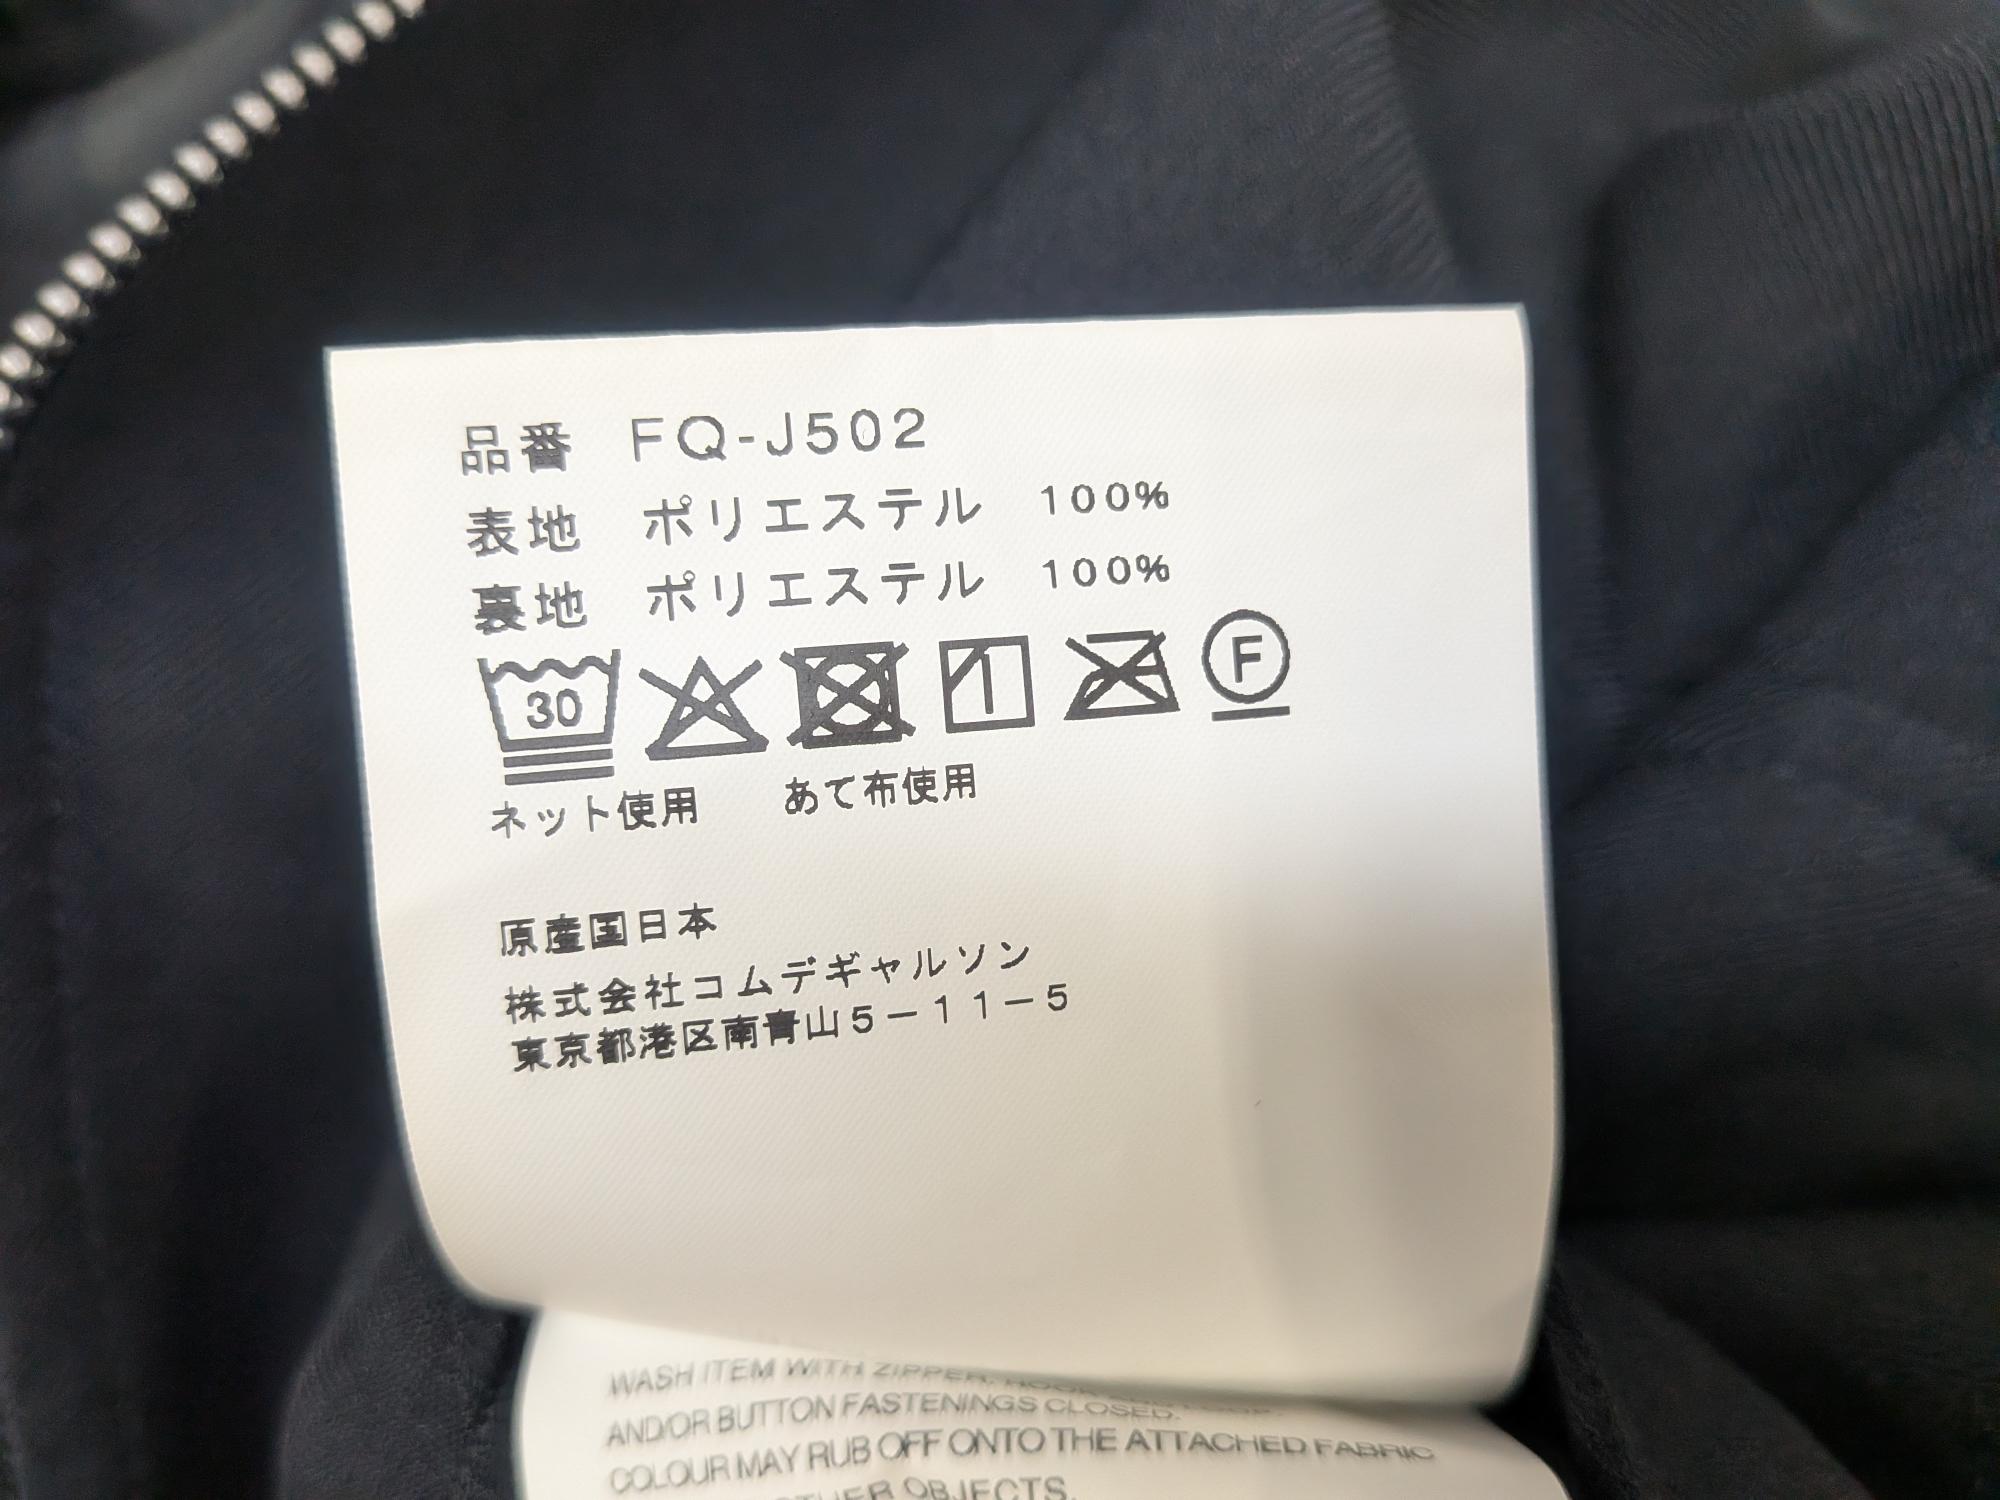 品番 FQ-J502
表地 ポリエステル 100%
裏地 ポリエステル 100%
30 F
ネット使用 あて布使用
原産国日本
株式会社コムデギャルソン
東京都港区南青山5-11-5
WASH ITEM WITH ZIPPER,
AND/OR BUTTON FASTENINGS CLOSED.
COLOUR MAY RUB OFF ONTO THE ATTACHED FABRIC
OTHER OBJECTS.